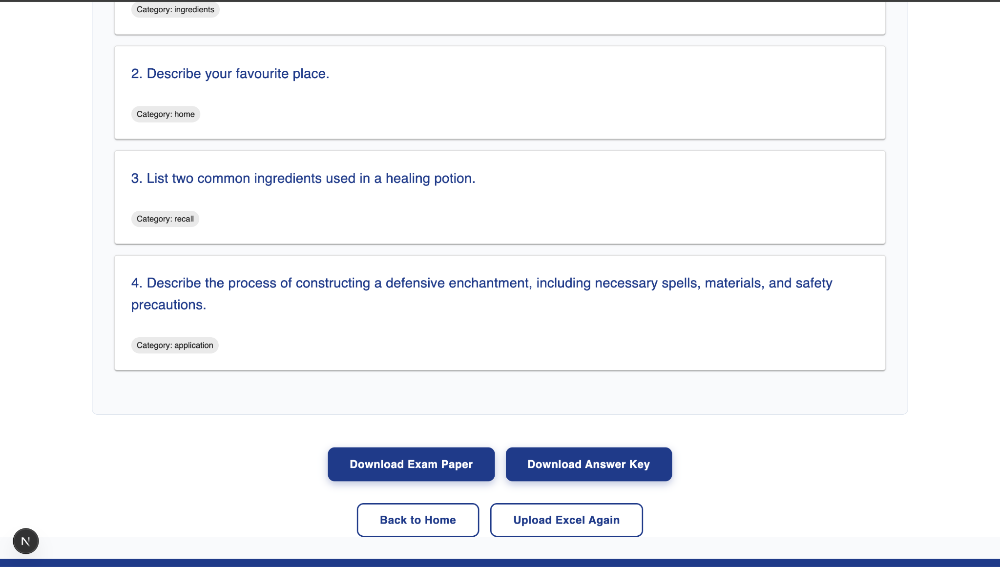 Category: ingredients
2. Describe your favourite place.
Category: home
3. List two common ingredients used in a healing potion.
Category: recall
4. Describe the process of constructing a defensive enchantment, including necessary spells, materials, and safety
precautions.
Category: application
Download Exam Paper
Download Answer Key
Back to Home
Upload Excel Again
N